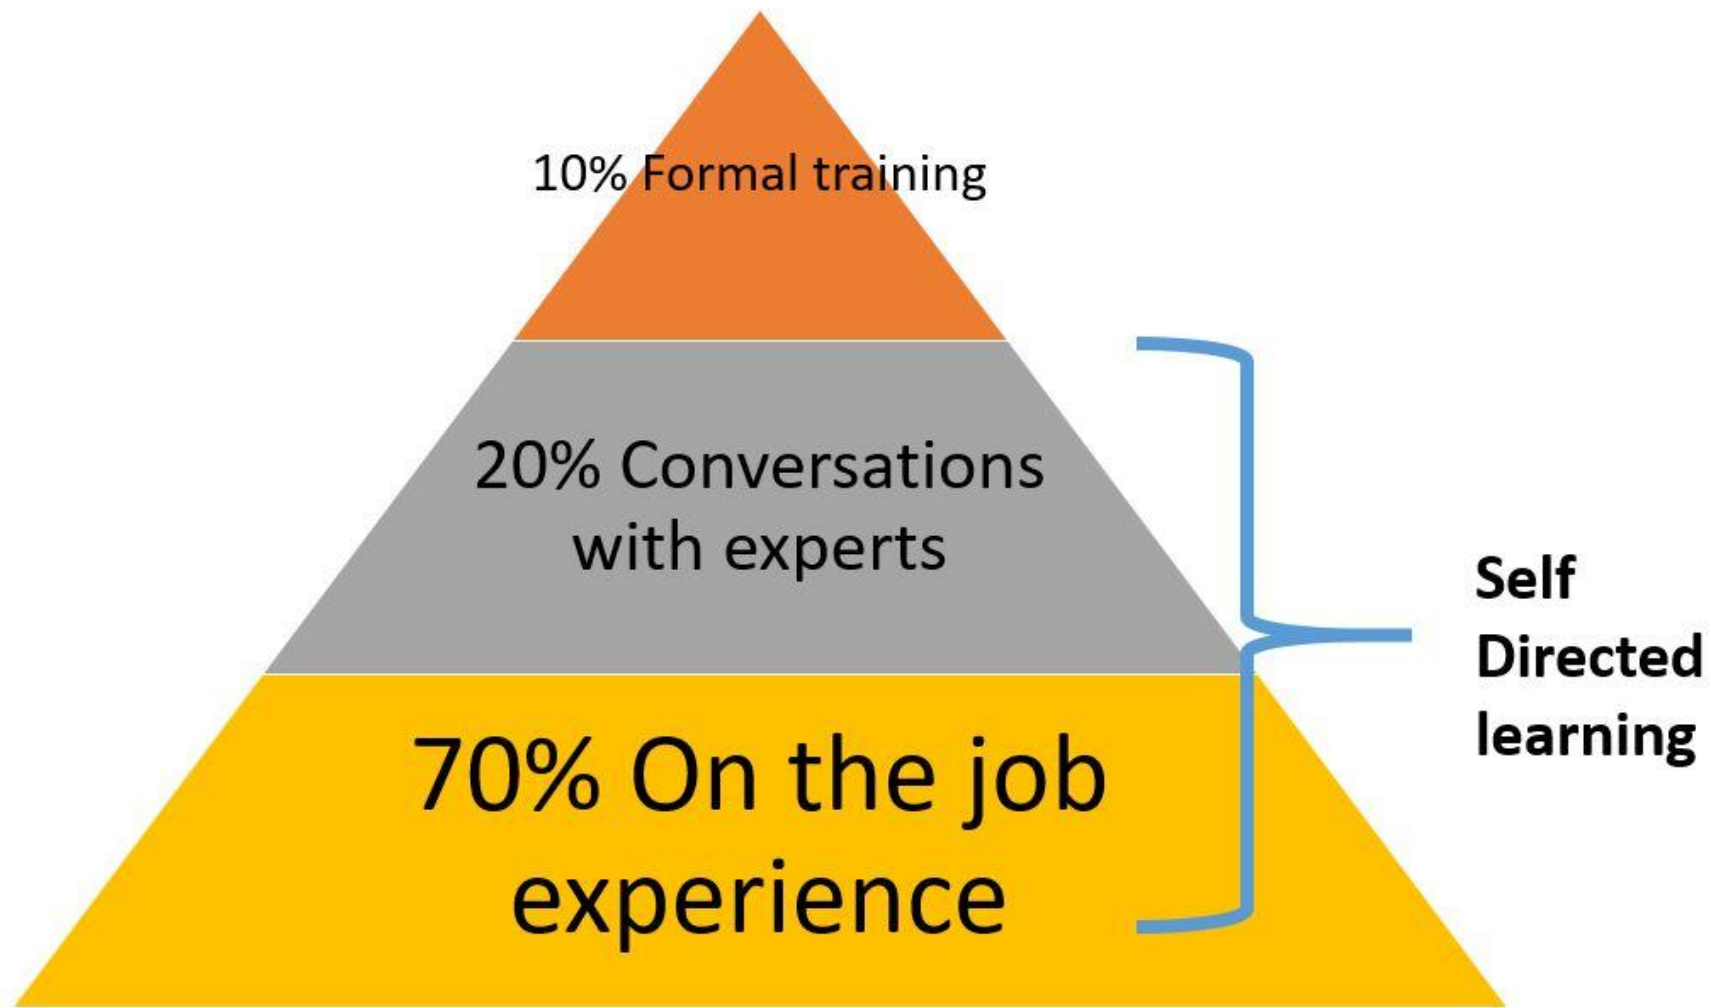 10% Formal training
20% Conversations
with experts
70% On the job
experience
Self
Directed
learning